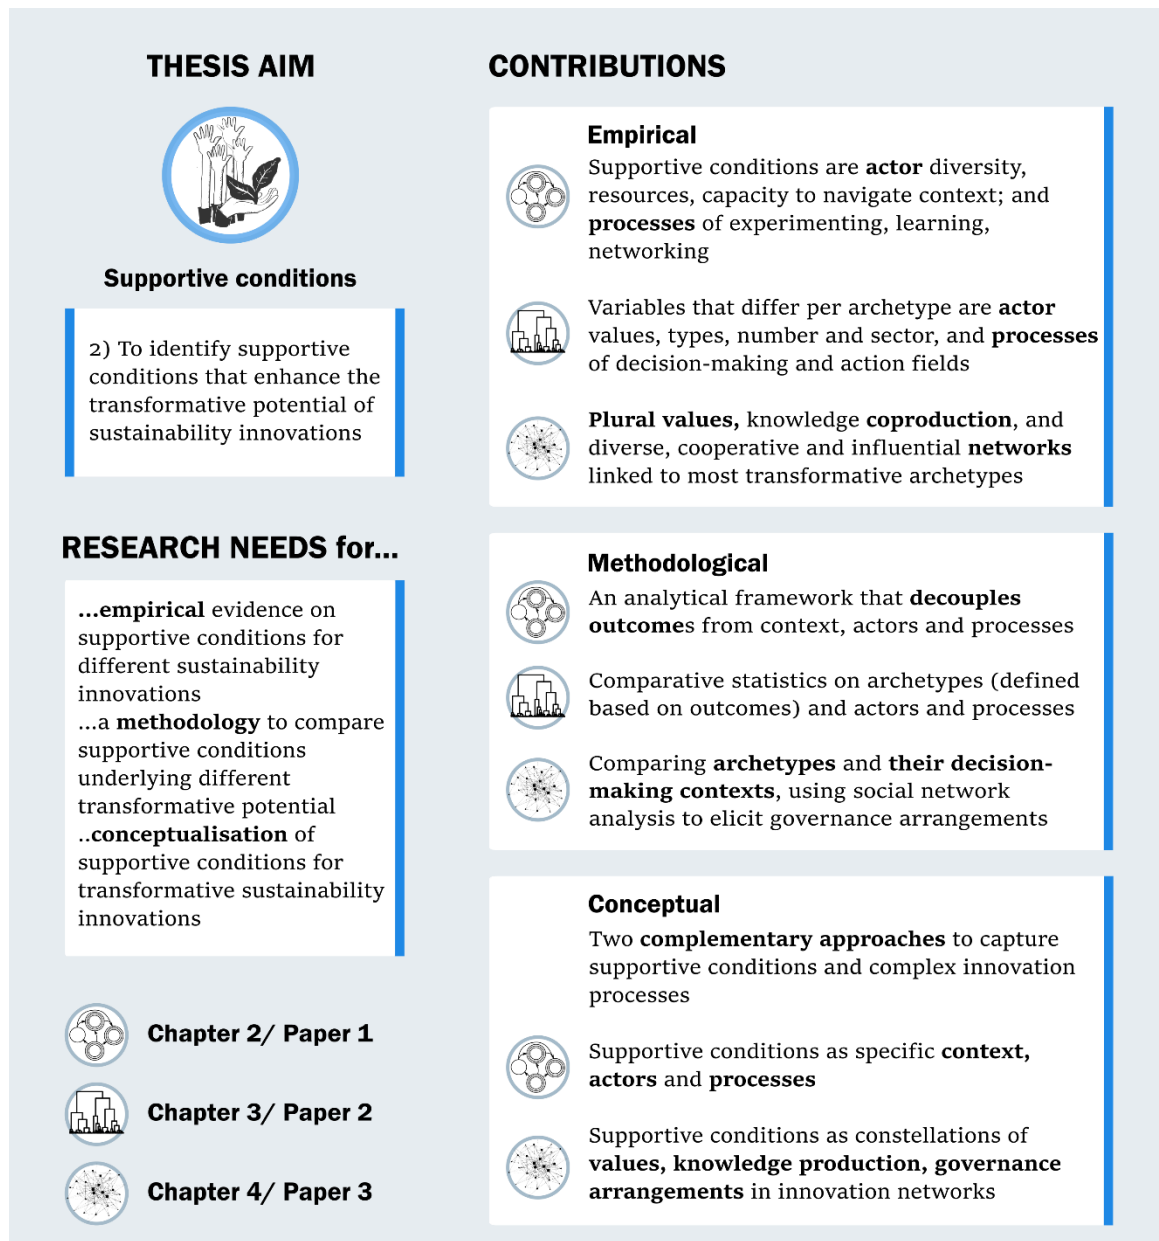 THESIS AIM
Supportive conditions
2) To identify supportive
conditions that enhance the
transformative potential of
sustainability innovations
RESEARCH NEEDS for...
...empirical evidence on
supportive conditions for
different sustainability
innovations
...a methodology to compare
supportive conditions
underlying different
transformative potential
..conceptualisation of
supportive conditions for
transformative sustainability
innovations
Chapter 2/ Paper 1
Chapter 3/ Paper 2
Chapter 4/ Paper 3
CONTRIBUTIONS
Empirical
Supportive conditions are actor diversity,
resources, capacity to navigate context; and
processes of experimenting, learning,
networking
Variables that differ per archetype are actor
values, types, number and sector, and processes
of decision-making and action fields
Plural values, knowledge coproduction, and
diverse, cooperative and influential networks
linked to most transformative archetypes
Methodological
An analytical framework that decouples
outcomes from context, actors and processes
Comparative statistics on archetypes (defined
based on outcomes) and actors and processes
Comparing archetypes and their decision-
making contexts, using social network
analysis to elicit governance arrangements
Conceptual
Two complementary approaches to capture
supportive conditions and complex innovation
processes
Supportive conditions as specific context,
actors and processes
Supportive conditions as constellations of
values, knowledge production, governance
arrangements in innovation networks